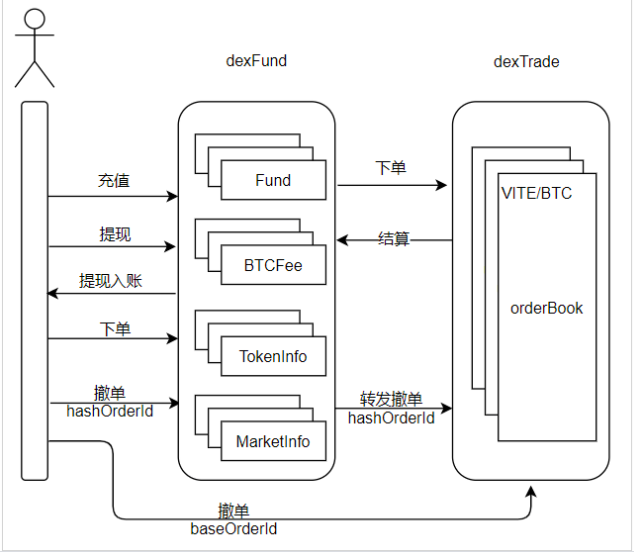 dexFund
dexTrade
充值
Fund
下单
VITE/BTC
提现
结算
BTCFee
提现入账
orderBook
下单
TokenInfo
撤单
hashOrderId
转发撤单
hashOrderId
MarketInfo
撤单
baseOrderId